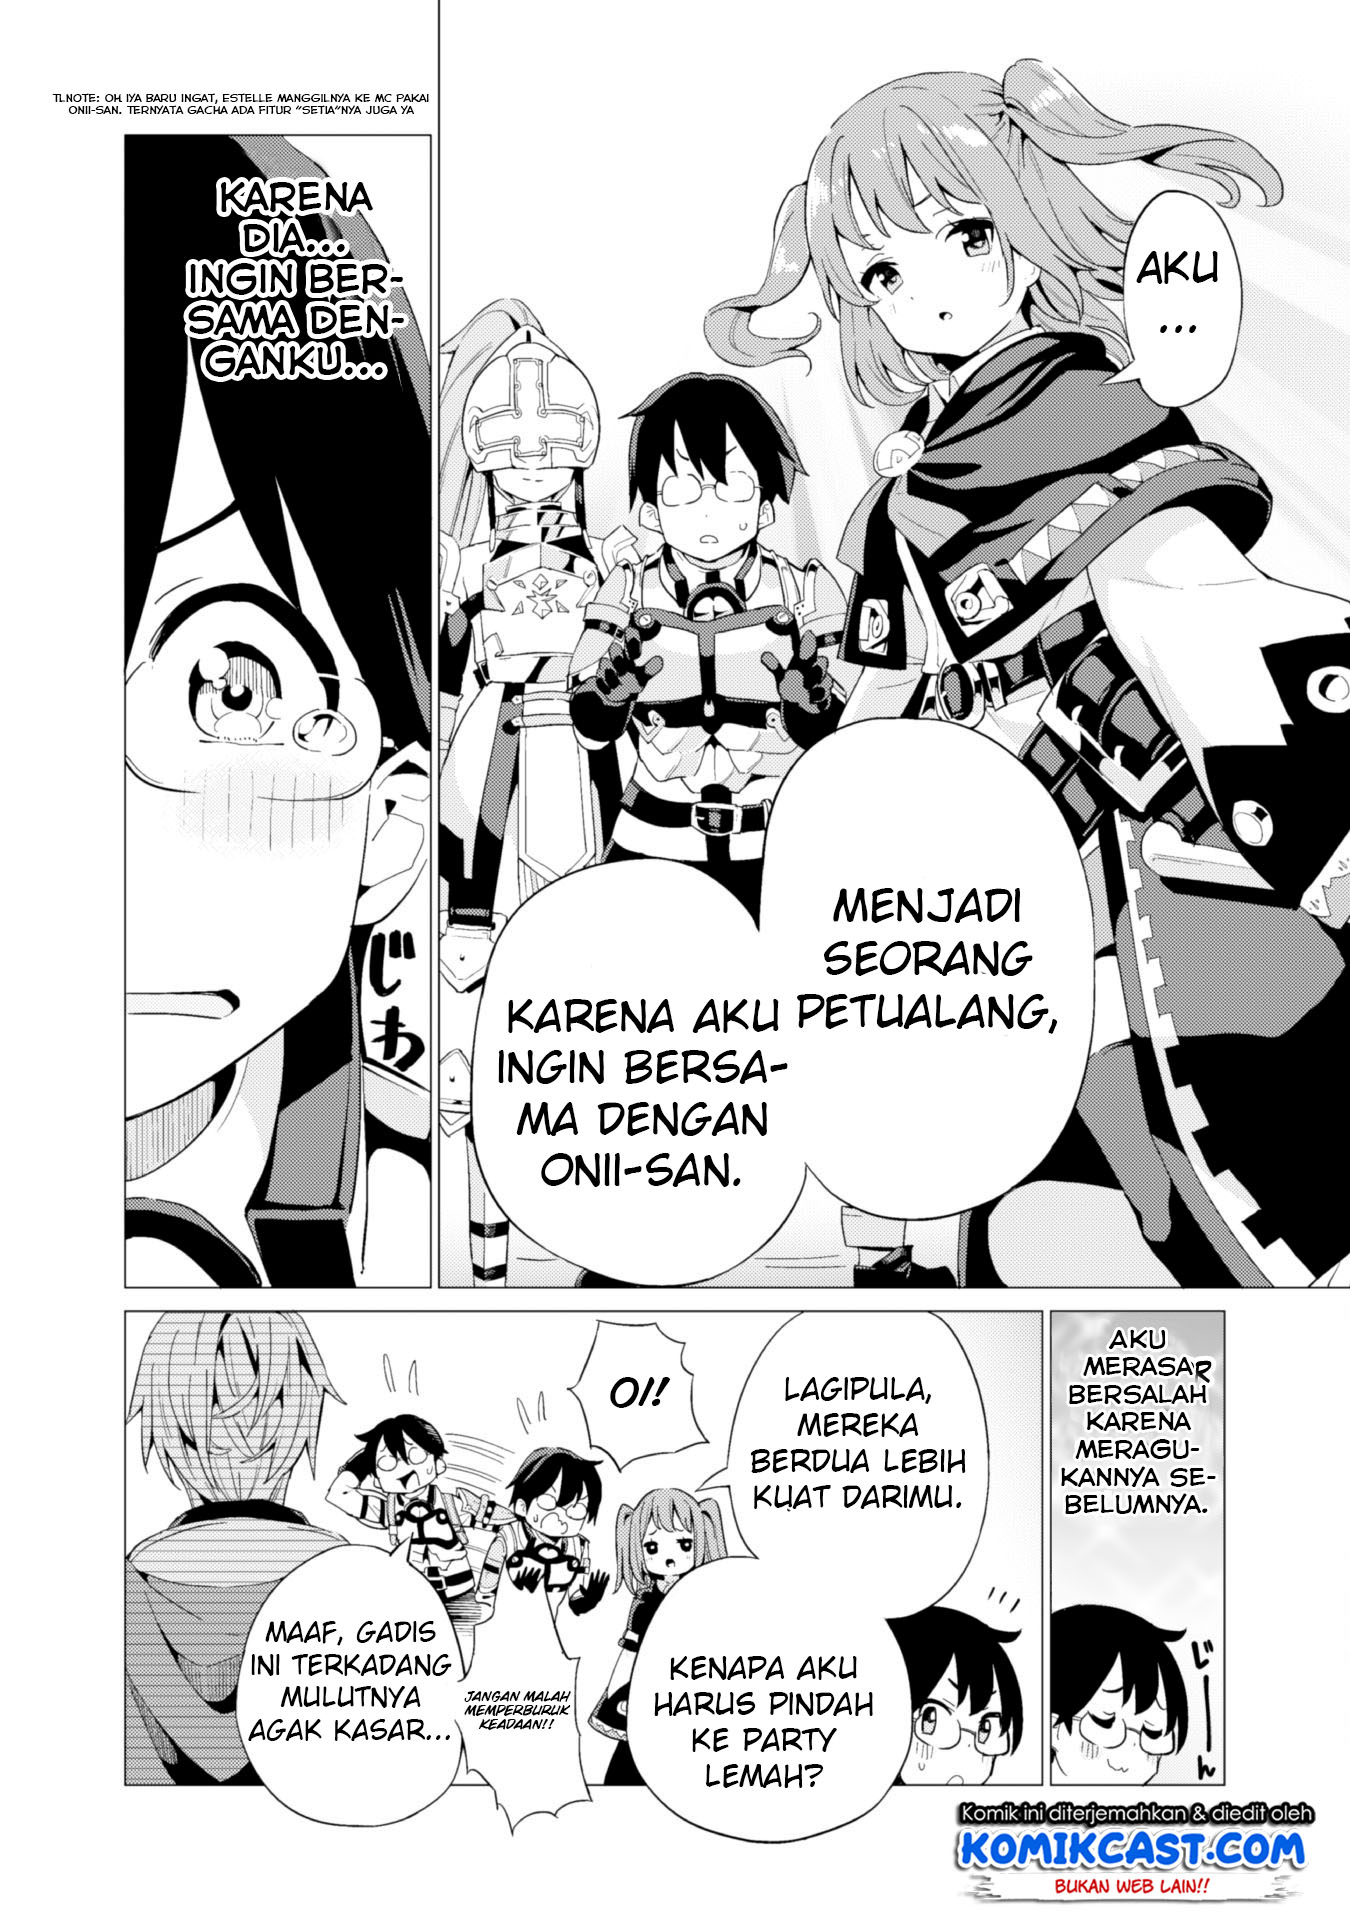 TLNOTE: OH IYA BARU INGAT, ESTELLE MANGGILNYA KE MC PAKAI
ONII-SAN. TERNYATA GACHA ADA FITUR "SETIA"NYA JUGA YA
AKU
...
MENJADI
SEORANG
PETUALANG,
KARENA AKU
INGIN BERSA-
MA DENGAN
ONII-SAN.
KARENA
DIA...
INGIN BER-
SAMA DEN-
GANKU...
じわ
AKU
MERASAR
BERSALAH
KARENA
MERAGU-
KANNYA SE-
BELUMNYA.
じーん
LAGIPULA,
MEREKA
BERDUA LEBIH
KUAT DARIMU.
KENAPA AKU
HARUS PINDAH
KE PARTY
LEMAH?
OI!
JANGAN MALAH
MEMPERBURUK
KEADAAN!!
MAAF, GADIS
INI TERKADANG
MULUTNYA
AGAK KASAR...
Komik ini diterjemahkan & diedit oleh
KOMIKCAST.COM
BUKAN WEB LAIN!!